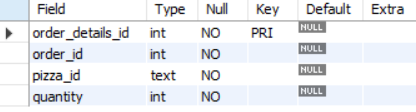 Field Type Null Key Default Extra
order_details_id int NO PRI NULL
order_id int NO NULL
pizza_id text NO NULL
quantity int NO NULL